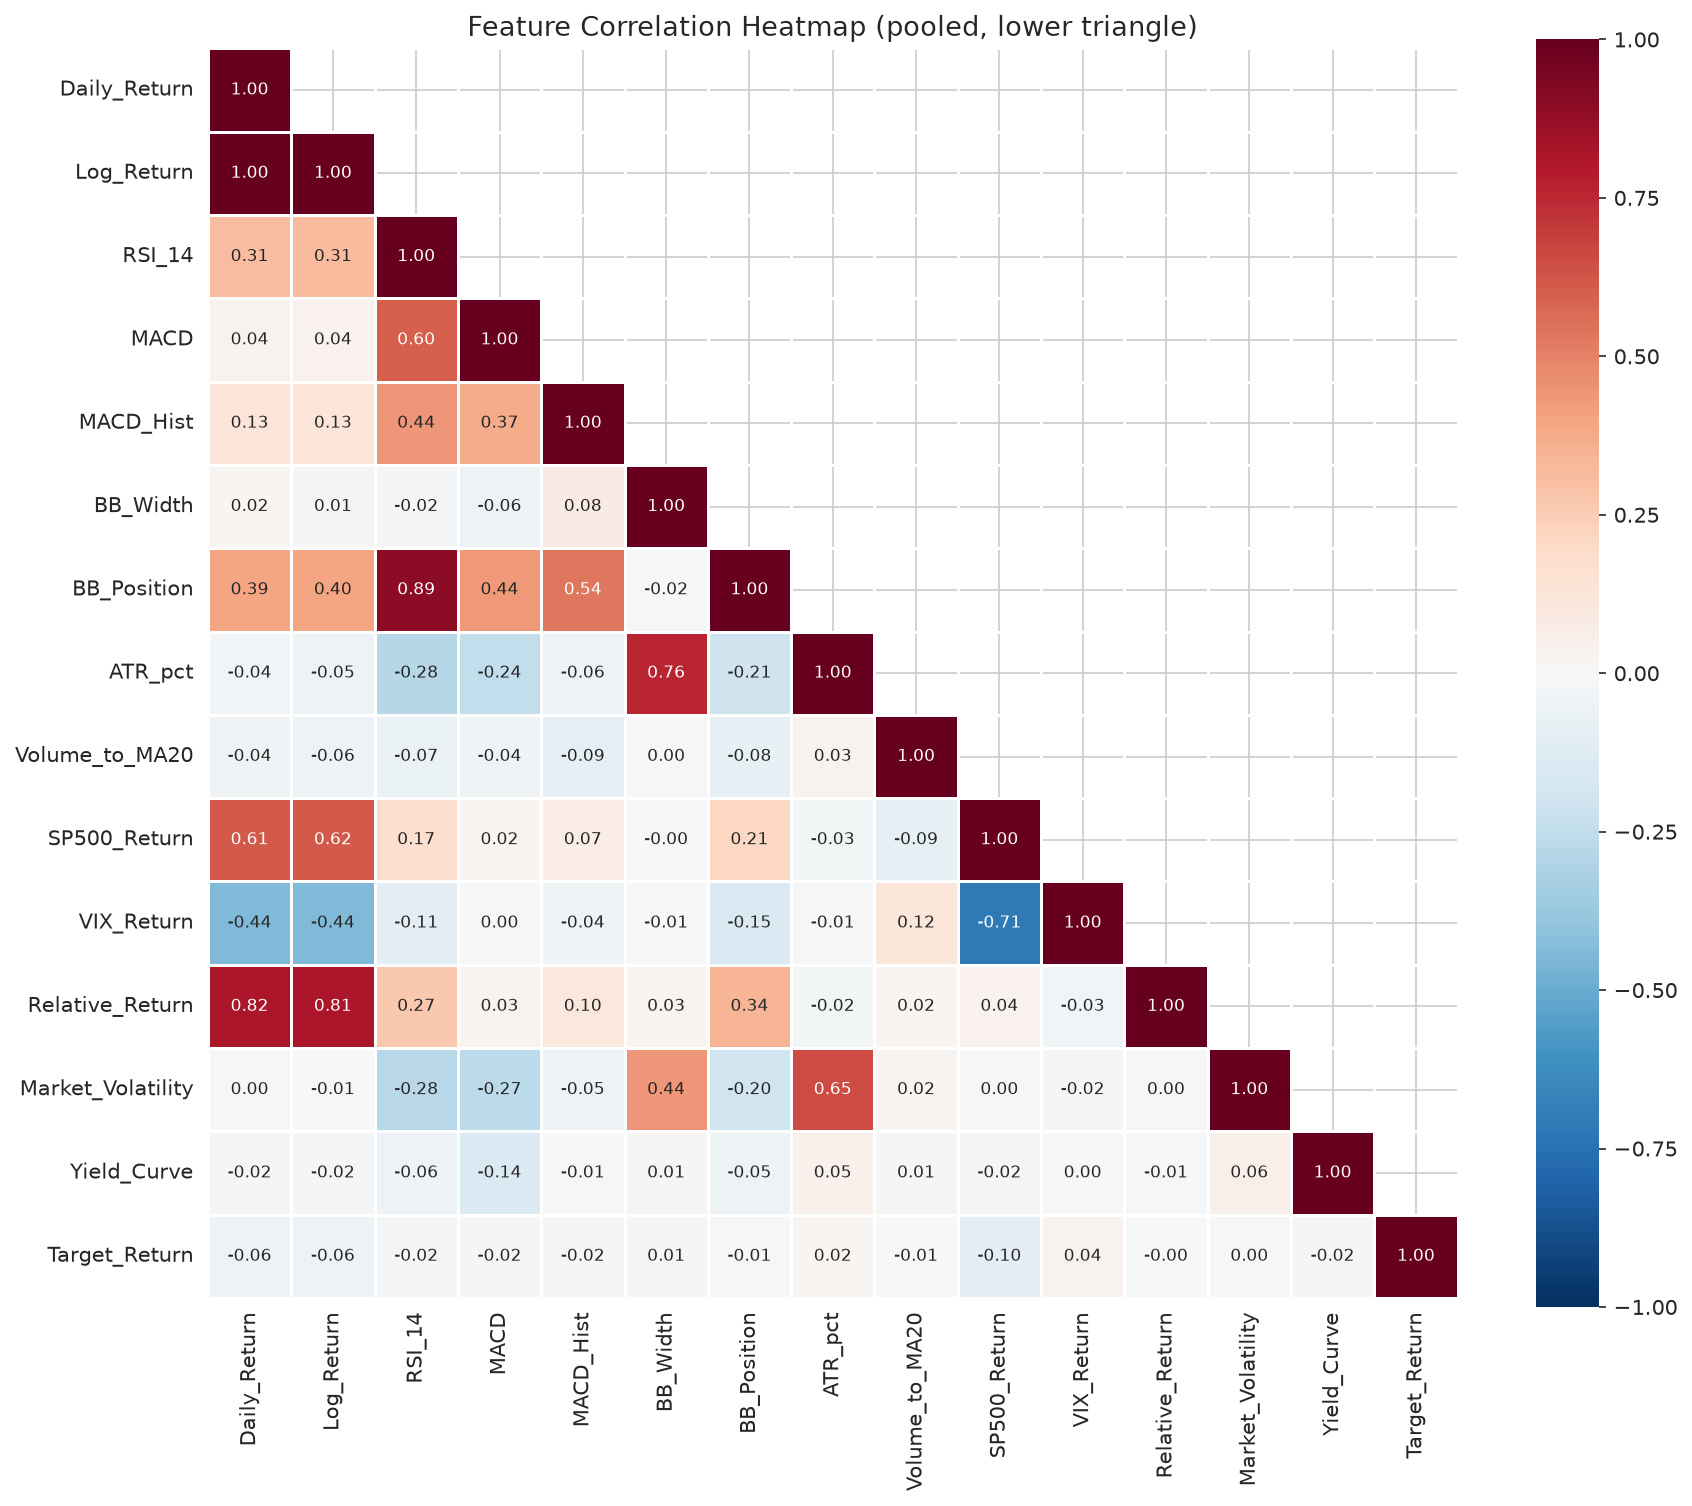 Feature Correlation Heatmap (pooled, lower triangle)
Daily_Return 1.00
Log_Return 1.00 1.00
RSI_14 0.31 0.31 1.00
MACD 0.04 0.04 0.60 1.00
MACD_Hist 0.13 0.13 0.44 0.37 1.00
BB_Width 0.02 0.01 -0.02 -0.06 0.08 1.00
BB_Position 0.39 0.40 0.89 0.44 0.54 -0.02 1.00
ATR_pct -0.04 -0.05 -0.28 -0.24 -0.06 0.76 -0.21 1.00
Volume_to_MA20 -0.04 -0.06 -0.07 -0.04 -0.09 0.00 -0.08 0.03 1.00
SP500_Return 0.61 0.62 0.17 0.02 0.07 -0.00 0.21 -0.03 -0.09 1.00
VIX_Return -0.44 -0.44 -0.11 0.00 -0.04 -0.01 -0.15 -0.01 0.12 -0.71 1.00
Relative_Return 0.82 0.81 0.27 0.03 0.10 0.03 0.34 -0.02 0.02 0.04 -0.03 1.00
Market_Volatility 0.00 -0.01 -0.28 -0.27 -0.05 0.44 -0.20 0.65 0.02 0.00 -0.02 0.00 1.00
Yield_Curve -0.02 -0.02 -0.06 -0.14 -0.01 0.01 -0.05 0.05 0.01 -0.02 0.00 -0.01 0.06 1.00
Target_Return -0.06 -0.06 -0.02 -0.02 -0.02 0.01 -0.01 0.02 -0.01 -0.10 0.04 -0.00 0.00 -0.02 1.00
Daily_Return
Log_Return
RSI_14
MACD
MACD_Hist
BB_Width
BB_Position
ATR_pct
Volume_to_MA20
SP500_Return
VIX_Return
Relative_Return
Market_Volatility
Yield_Curve
Target_Return
1.00
0.75
0.50
0.25
0.00
−0.25
−0.50
−0.75
−1.00